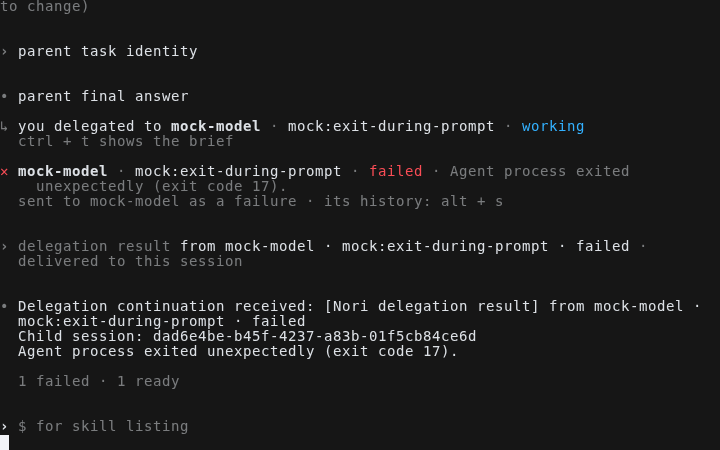 to change)
› parent task identity
• parent final answer
↳ you delegated to mock-model · mock:exit-during-prompt · working
ctrl + t shows the brief
✕ mock-model · mock:exit-during-prompt · failed · Agent process exited
unexpectedly (exit code 17).
sent to mock-model as a failure · its history: alt + s
› delegation result from mock-model · mock:exit-during-prompt · failed ·
delivered to this session
• Delegation continuation received: [Nori delegation result] from mock-model ·
mock:exit-during-prompt · failed
Child session: dad6e4be-b45f-4237-a83b-01f5cb84ce6d
Agent process exited unexpectedly (exit code 17).
1 failed · 1 ready
› $ for skill listing